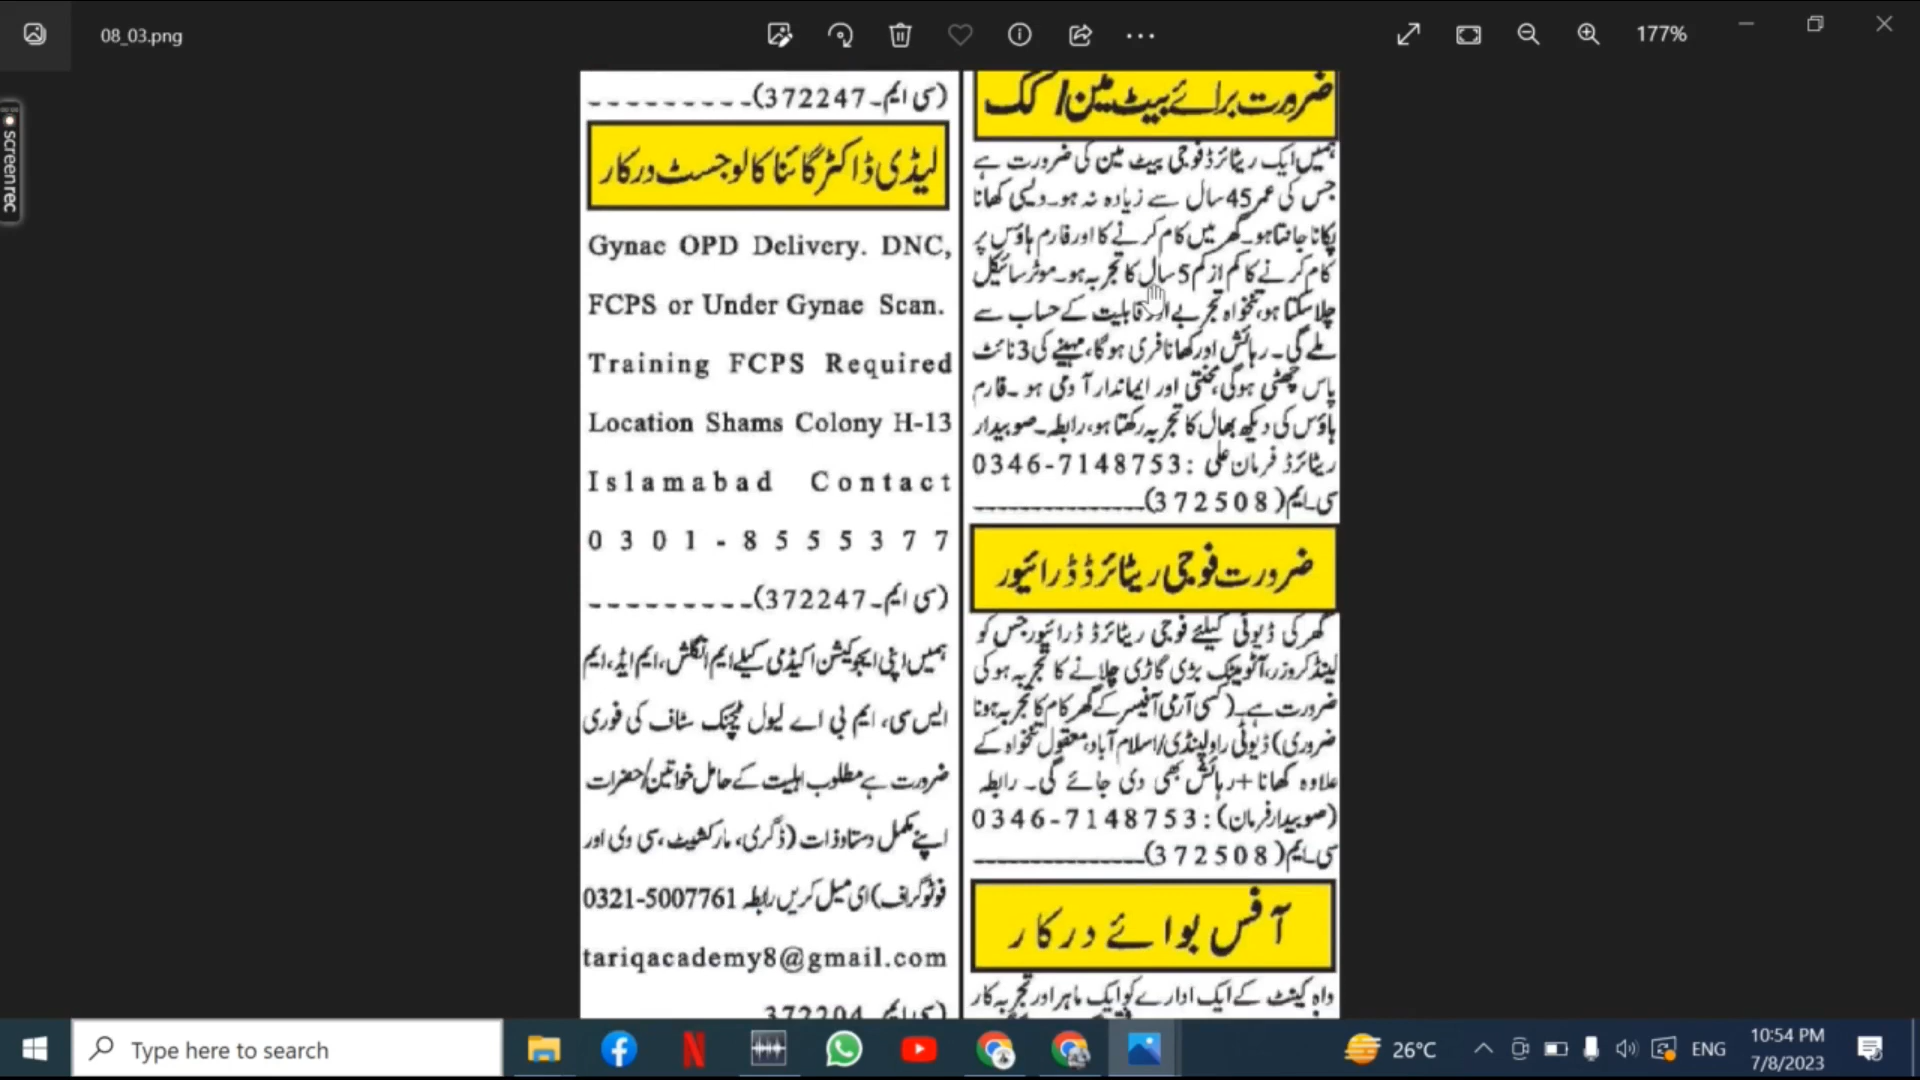 08_03.png
177%
screenrec
(سی ایم۔372247)---------
لیڈی ڈاکٹر گائنا کالوجسٹ درکار
Gynae OPD Delivery. DNC,
FCPS or Under Gynae Scan.
Training FCPS Required
Location Shams Colony H-13
Islamabad Contact
0301-8555377
(سی ایم۔372247)---------
ہمیں اپنی ایجوکیشن اکیڈمی کیلے ایم انگلش، ایم ایڈ، ایم
ایس سی، ایم بی اے لیول ٹیچنگ سٹاف کی فوری
ضرورت ہے مطلوب اہلیت کے حامل خواتین/حضرات
اپنے مکمل دستاوذات (ڈگری، مارکشیٹ، سی وی اور
فوٹوگراف) ای میل کریں رابطہ 0321-5007761
tariqacademy8@gmail.com
(سی ایم۔372204
ضرورت برائے بیٹ مین/کک
ہمیں ایک ریٹائرڈ فوجی بیٹ مین کی ضرورت ہے
جس کی عمر 45 سال سے زیادہ نہ ہو۔ دیسی کھانا
پکانا جانتا ہو۔ گھر میں کام کرنے کا اور فارم ہاؤس پر
کام کرنے کا کم از کم 5 سال کا تجربہ ہو۔ موٹر سائیکل
چلا سکتا ہو، تنخواہ تجربے اور قابلیت کے حساب سے
ملے گی۔ رہائش اور کھانا فری ہوگا، مہینے کی 3 نائٹ
پاس چھٹی ہوگی، محنتی اور ایماندار آدمی ہو۔ فارم
ہاؤس کی دیکھ بھال کا تجربہ رکھتا ہو، رابطہ۔ صوبیدار
ریٹائرڈ فرمان علی: 0346-7148753
سی۔ایم(372508)
ضرورت فوجی ریٹائرڈ ڈرائیور
گھر کی ڈیوٹی کیلئے فوجی ریٹائرڈ ڈرائیور جس کو
لینڈ کروزر، آٹو میٹک بڑی گاڑی چلانے کا تجربہ ہو کی
ضرورت ہے۔ (کسی آرمی آفیسر کے گھر کام کا تجربہ ہونا
ضروری) ڈیوٹی راولپنڈی/اسلام آباد، معقول تنخواہ کے
علاوہ کھانا+رہائش بھی دی جائے گی۔ رابطہ
(صوبیدار فرمان): 0346-7148753
سی۔ایم(372508)
آفس بوائے درکار
واہ کینٹ کے ایک ادارے کو ایک ماہر اور تجربہ کار
Type here to search
26°C
ENG
10:54 PM
7/8/2023